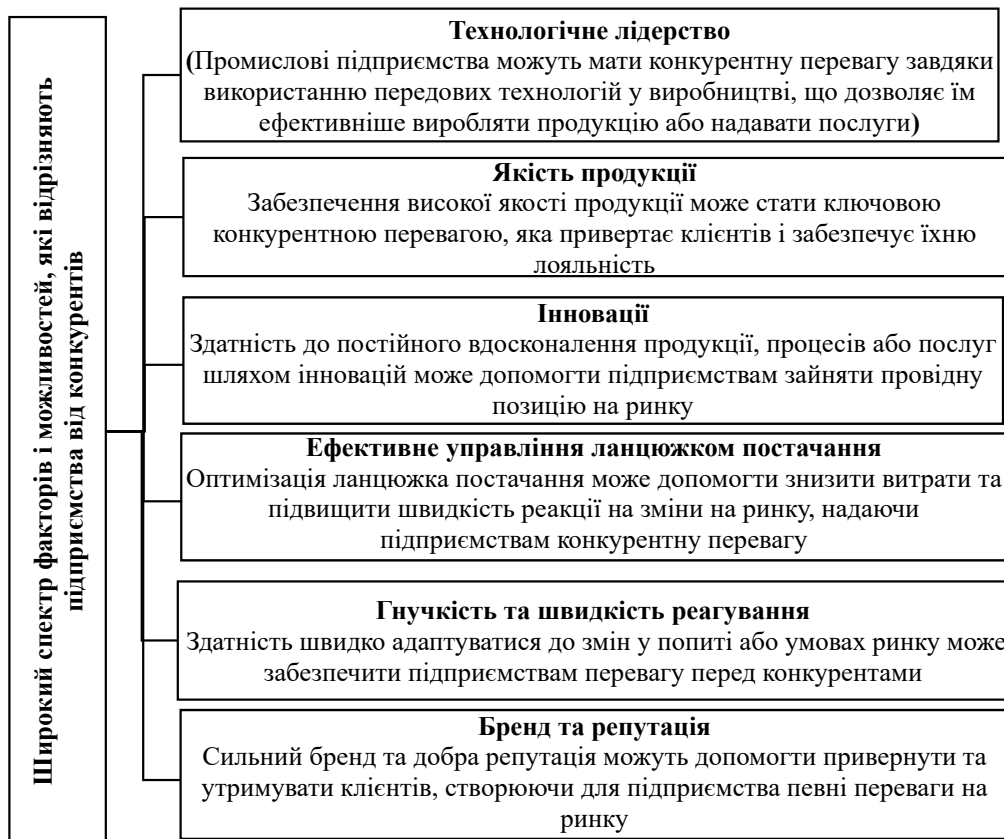 Широкий спектр факторів і можливостей, які відрізняють
підприємства від конкурентів
Технологічне лідерство
(Промислові підприємства можуть мати конкурентну перевагу завдяки
використанню передових технологій у виробництві, що дозволяє їм
ефективніше виробляти продукцію або надавати послуги)
Якість продукції
Забезпечення високої якості продукції може стати ключовою
конкурентною перевагою, яка привертає клієнтів і забезпечує їхню
лояльність
Інновації
Здатність до постійного вдосконалення продукції, процесів або послуг
шляхом інновацій може допомогти підприємствам зайняти провідну
позицію на ринку
Ефективне управління ланцюжком постачання
Оптимізація ланцюжка постачання може допомогти знизити витрати та
підвищити швидкість реакції на зміни на ринку, надаючи
підприємствам конкурентну перевагу
Гнучкість та швидкість реагування
Здатність швидко адаптуватися до змін у попиті або умовах ринку може
забезпечити підприємствам перевагу перед конкурентами
Бренд та репутація
Сильний бренд та добра репутація можуть допомогти привернути та
утримувати клієнтів, створюючи для підприємства певні переваги на
ринку